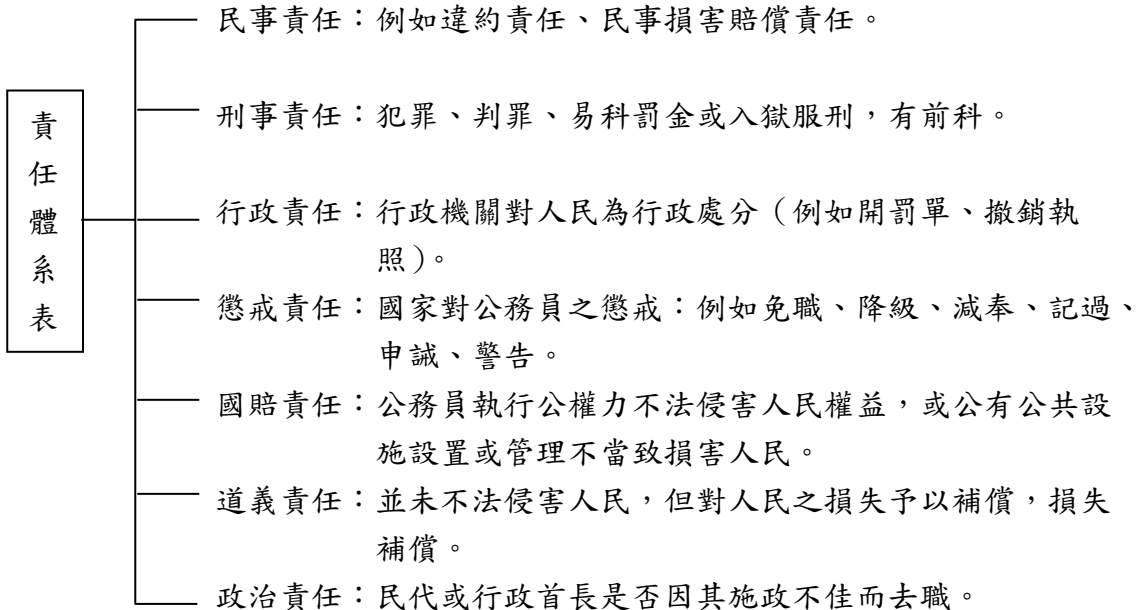 責任體系表
民事責任：例如違約責任、民事損害賠償責任。
刑事責任：犯罪、判罪、易科罰金或入獄服刑，有前科。
行政責任：行政機關對人民為行政處分（例如開罰單、撤銷執
照）。
懲戒責任：國家對公務員之懲戒：例如免職、降級、減奉、記過、
申誡、警告。
國賠責任：公務員執行公權力不法侵害人民權益，或公有公共設
施設置或管理不當致損害人民。
道義責任：並未不法侵害人民，但對人民之損失予以補償，損失
補償。
政治責任：民代或行政首長是否因其施政不佳而去職。